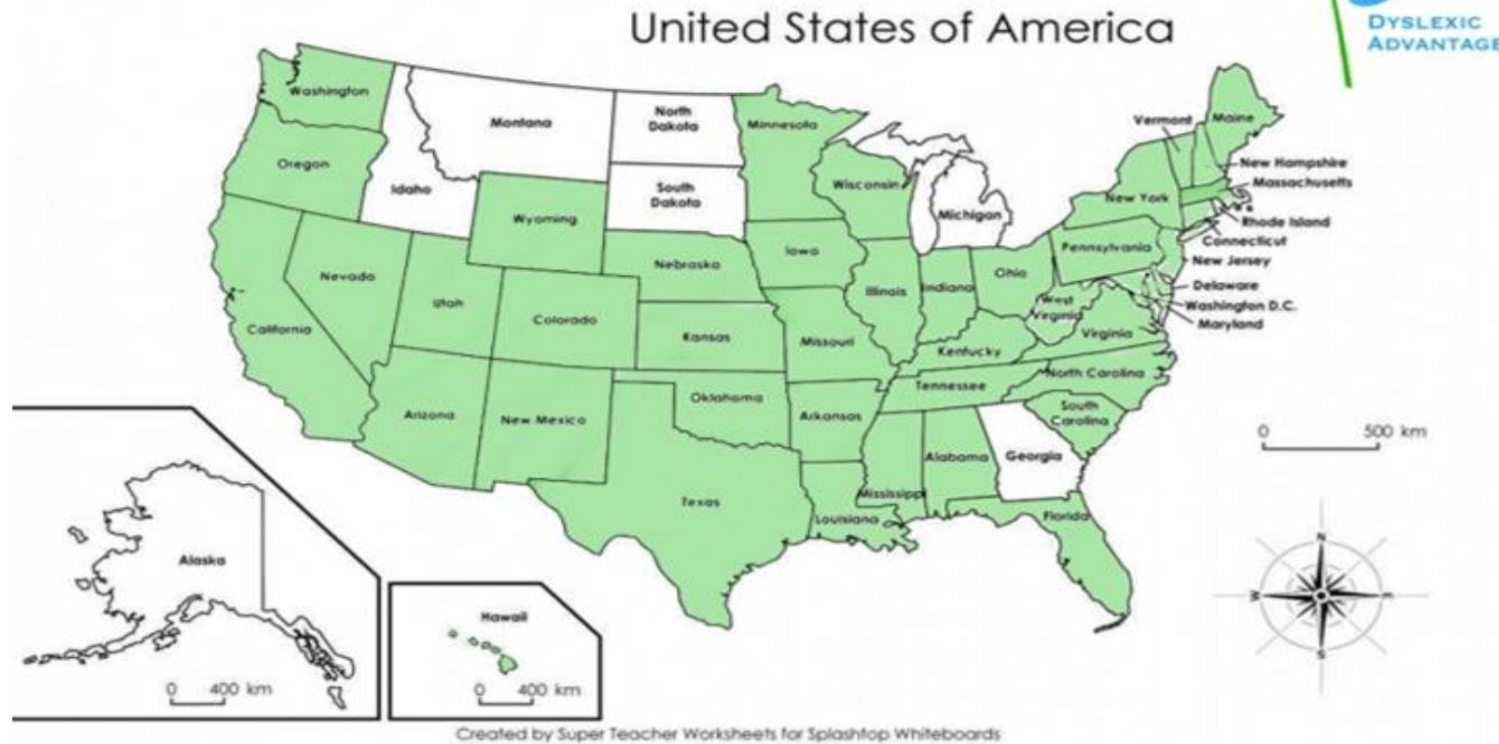 United States of America
DYSLEXIC
ADVANTAGE
Washington
Montana
North
Dakota
Minnesota
Vermont
Maine
Oregon
Idaho
South
Dakota
Wisconsin
Michigan
New York
New Hampshire
Massachusetts
Rhode Island
Connecticut
New Jersey
Wyoming
Nebraska
Iowa
Pennsylvania
Nevada
Utah
Colorado
Illinois
Indiana
Ohio
West
Virginia
Delaware
Washington D.C.
Maryland
California
Kansas
Missouri
Kentucky
Virginia
Arizona
New Mexico
Oklahoma
Arkansas
Tennessee
North Carolina
South
Carolina
Texas
Louisiana
Mississippi
Alabama
Georgia
Florida
0 500 km
N
W E
S
Alaska
0 400 km
Hawaii
0 400 km
Created by Super Teacher Worksheets for Splashtop Whiteboards